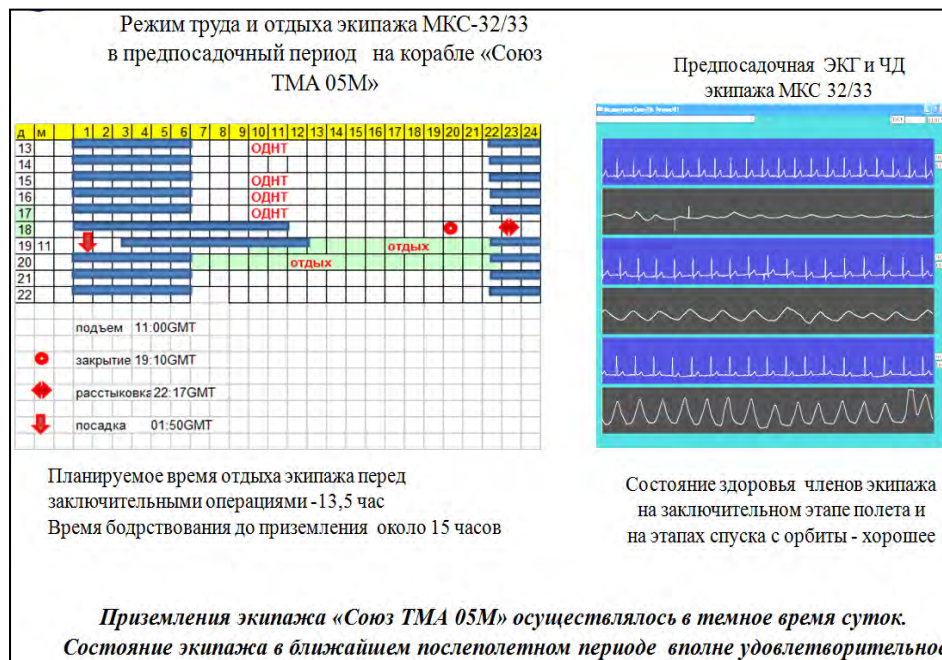 Режим труда и отдыха экипажа МКС-32/33
в предпосадочный период на корабле «Союз
ТМА 05М»
Предпосадочная ЭКГ и ЧД
экипажа МКС 32/33
д м 1 2 3 4 5 6 7 8 9 10 11 12 13 14 15 16 17 18 19 20 21 22 23 24
13 ОДНТ
14
15 ОДНТ
16 ОДНТ
17 ОДНТ
18
19 11 отдых
20 отдых
21
22
подъем 11:00GMT
закрытие 19:10GMT
расстыковка 22:17GMT
посадка 01:50GMT
Планируемое время отдыха экипажа перед
заключительными операциями -13,5 час
Время бодрствования до приземления около 15 часов
Состояние здоровья членов экипажа
на заключительном этапе полета и
на этапах спуска с орбиты - хорошее
Приземления экипажа «Союз ТМА 05М» осуществлялось в темное время суток.
Состояние экипажа в ближайшем послеполетном периоде вполне удовлетворительное